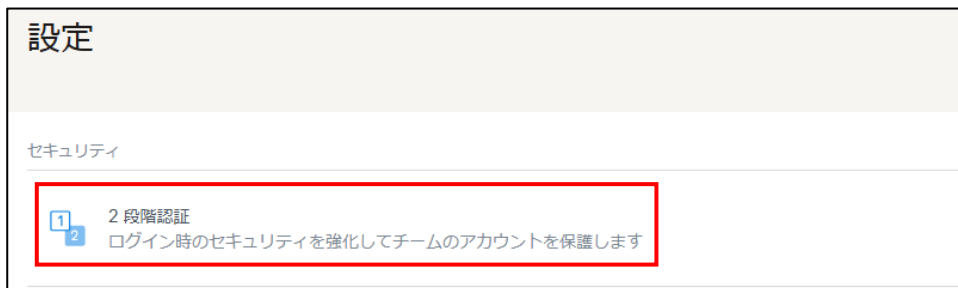 設定
セキュリティ
1
2
2 段階認証
ログイン時のセキュリティを強化してチームのアカウントを保護します